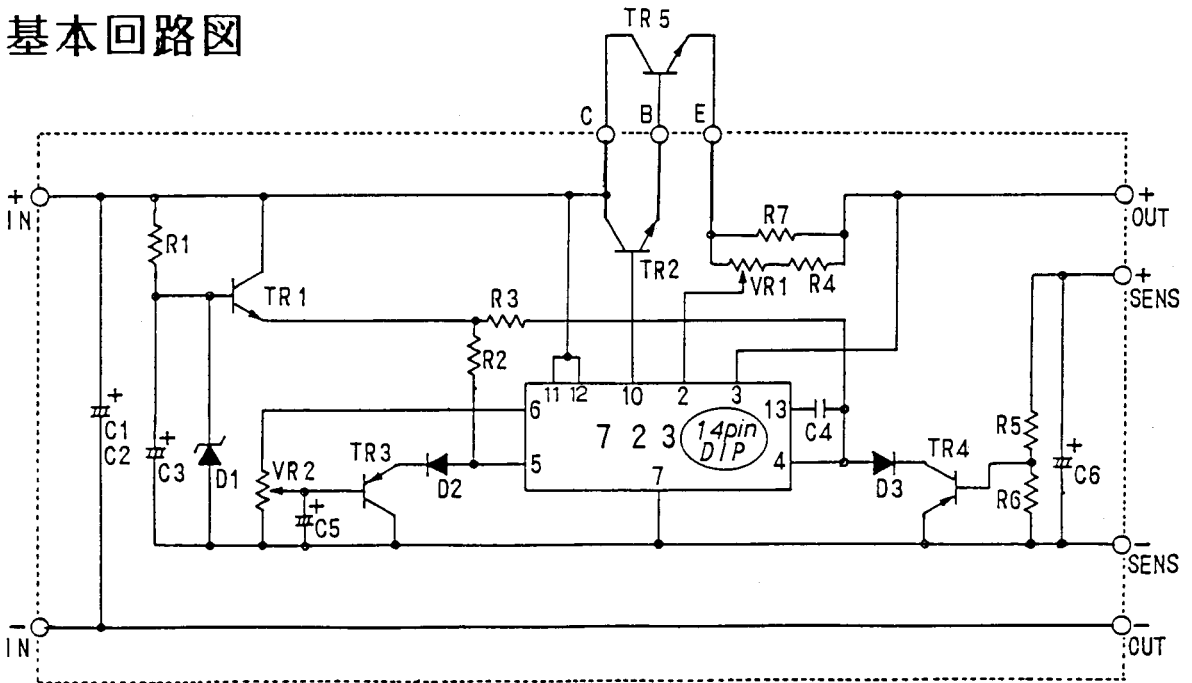 基本回路図
TR5
C
B
E
+
IN
+
OUT
R1
R7
TR2
VR1
R4
+
SENS
TR1
R3
R2
+
C1
C2
+
C3
D1
11
12
10
2
3
6
13
C4
7 2 3
14pin
DIP
5
4
7
VR2
TR3
D2
+
C5
D3
TR4
R5
R6
+
C6
-
SENS
-
IN
-
OUT